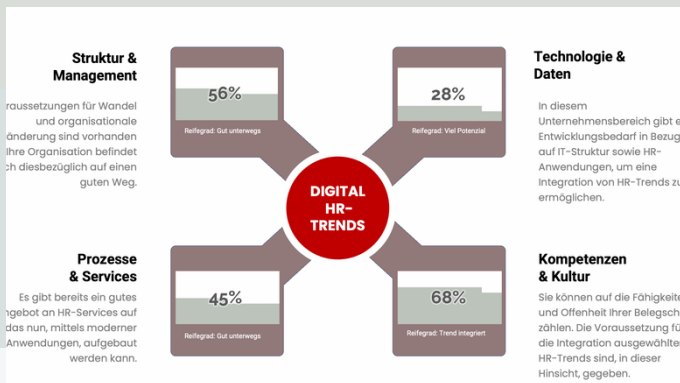 Struktur &
Management
raussetzungen für Wandel
und organisationale
änderung sind vorhanden
Ihre Organisation befindet
ch diesbezüglich auf einen
guten Weg.
56%
Reifegrad: Gut unterwegs
28%
Reifegrad: Viel Potenzial
Technologie &
Daten
In diesem
Unternehmensbereich gibt e
Entwicklungsbedarf in Bezug
auf IT-Struktur sowie HR-
Anwendungen, um eine
Integration von HR-Trends zu
ermöglichen.
DIGITAL
HR-
TRENDS
Prozesse
& Services
Es gibt bereits ein gutes
ngebot an HR-Services auf
das nun, mittels moderner
Anwendungen, aufgebaut
werden kann.
45%
Reifegrad: Gut unterwegs
68%
Reifegrad: Trend integriert
Kompetenzen
& Kultur
Sie können auf die Fähigkeite
und Offenheit Ihrer Belegsch
zählen. Die Voraussetzung fü
die Integration ausgewählter
HR-Trends sind, in dieser
Hinsicht, gegeben.